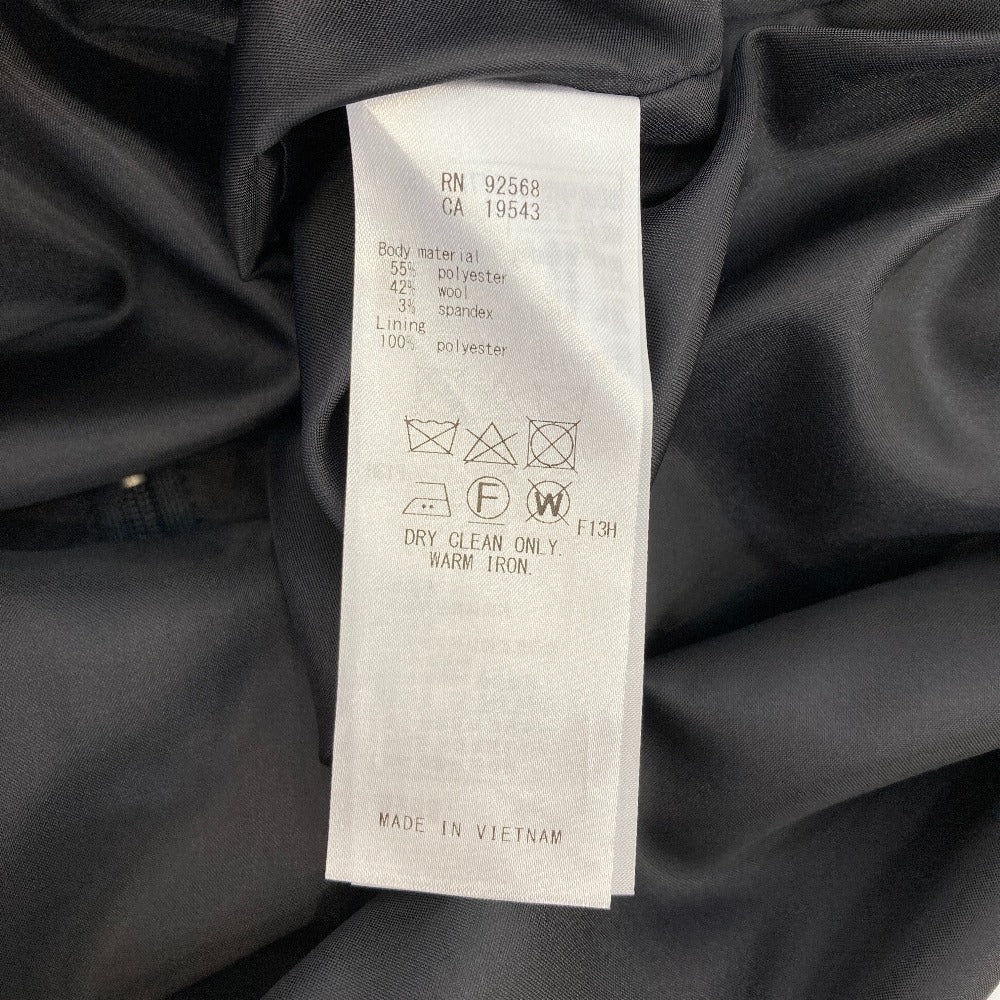 RN 92568
CA 19543
Body material
55% polyester
42% wool
3% spandex
Lining
100% polyester
F W F13H
DRY CLEAN ONLY.
WARM IRON.
MADE IN VIETNAM